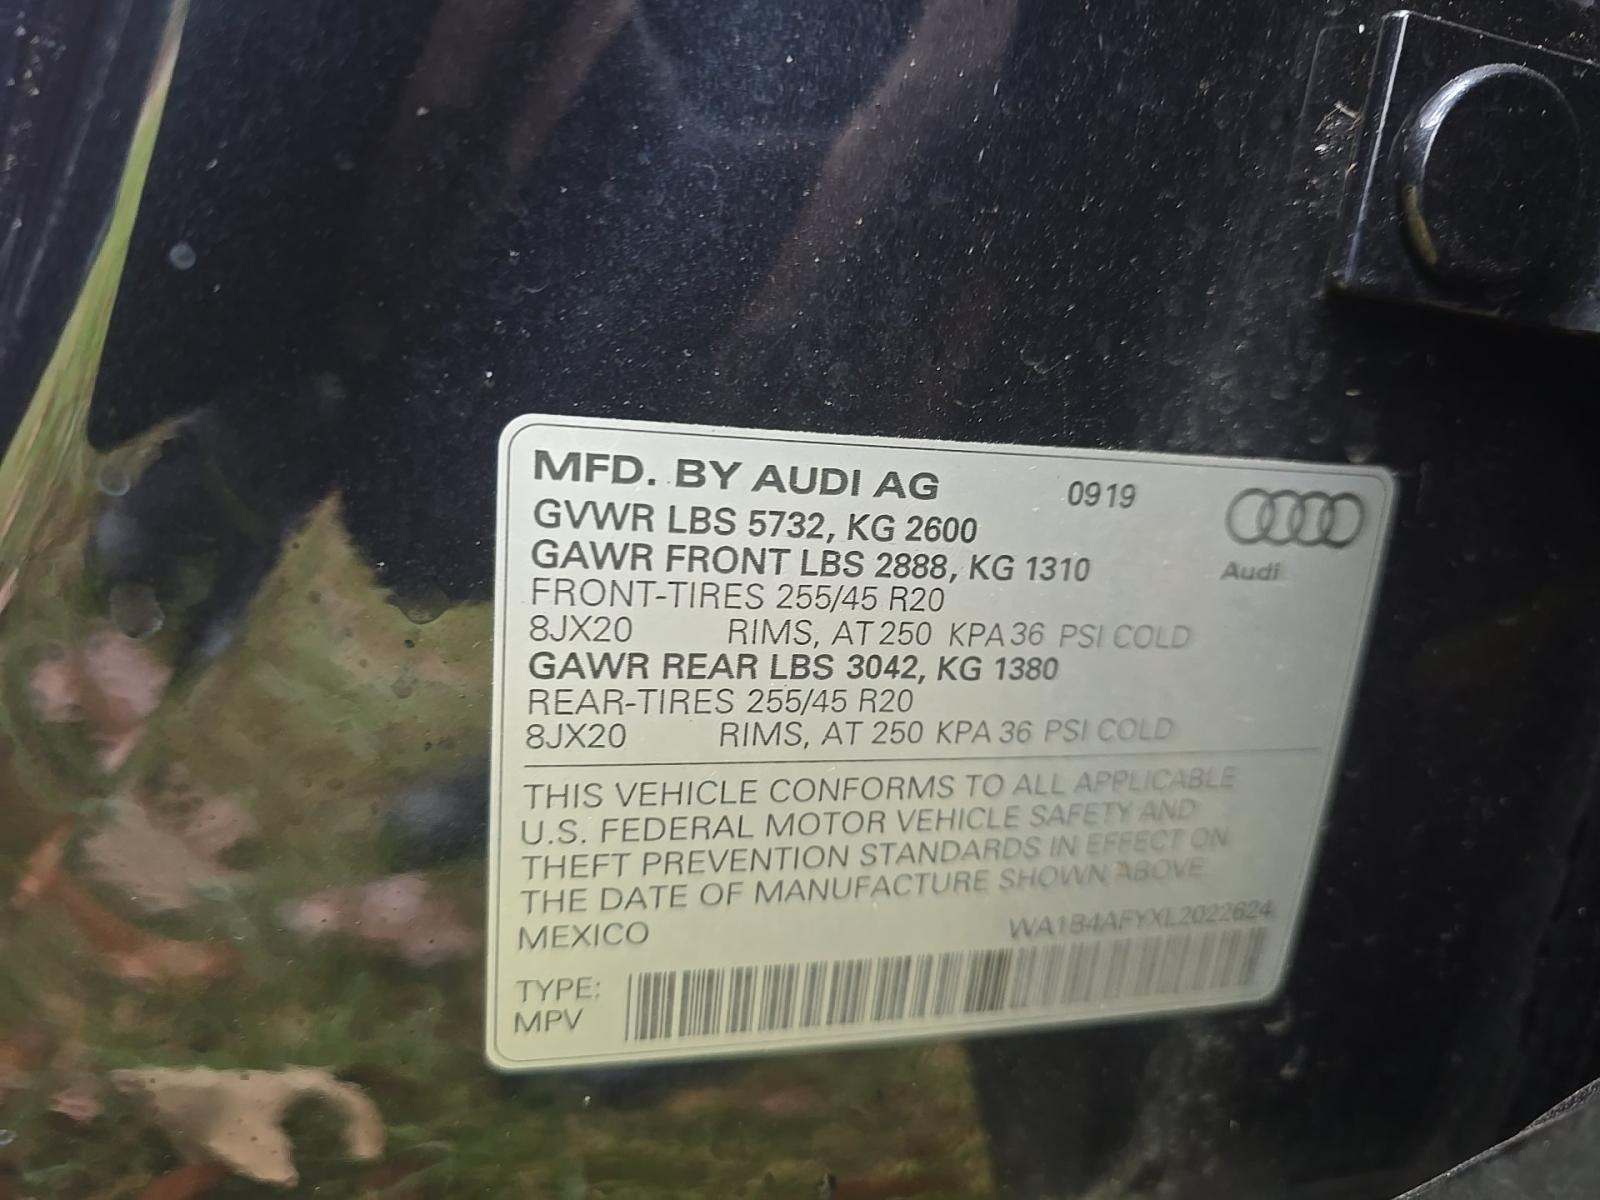 MFD. BY AUDI AG 0919
GVWR LBS 5732, KG 2600
GAWR FRONT LBS 2888, KG 1310
Audi
FRONT-TIRES 255/45 R20
8JX20 RIMS, AT 250 KPA 36 PSI COLD
GAWR REAR LBS 3042, KG 1380
REAR-TIRES 255/45 R20
8JX20 RIMS, AT 250 KPA 36 PSI COLD
THIS VEHICLE CONFORMS TO ALL APPLICABLE
U.S. FEDERAL MOTOR VEHICLE SAFETY AND
THEFT PREVENTION STANDARDS IN EFFECT ON
THE DATE OF MANUFACTURE SHOWN ABOVE.
MEXICO WA1B4AFYXL2022624
TYPE:
MPV